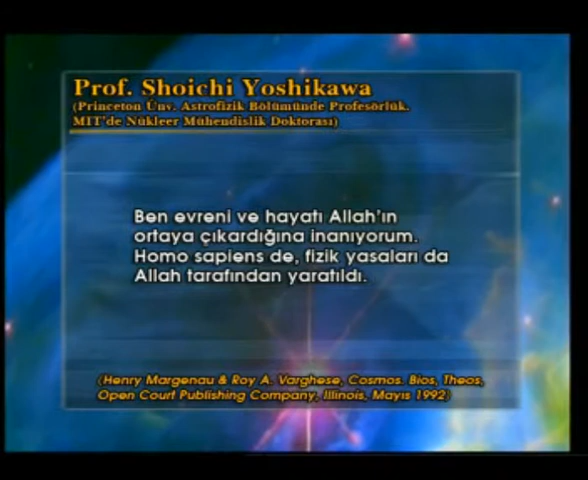 Prof. Shoichi Yoshikawa
(Princeton Ünv. Astrofizik Bölümünde Profesörlük.
MIT'de Nükleer Mühendislik Doktorası)
Ben evreni ve hayatı Allah'ın
ortaya çıkardığına inanıyorum.
Homo sapiens de, fizik yasaları da
Allah tarafından yaratıldı.
(Henry Margenau & Roy A. Varghese, Cosmos. Bios, Theos,
Open Court Publishing Company, Illinois, Mayıs 1992)